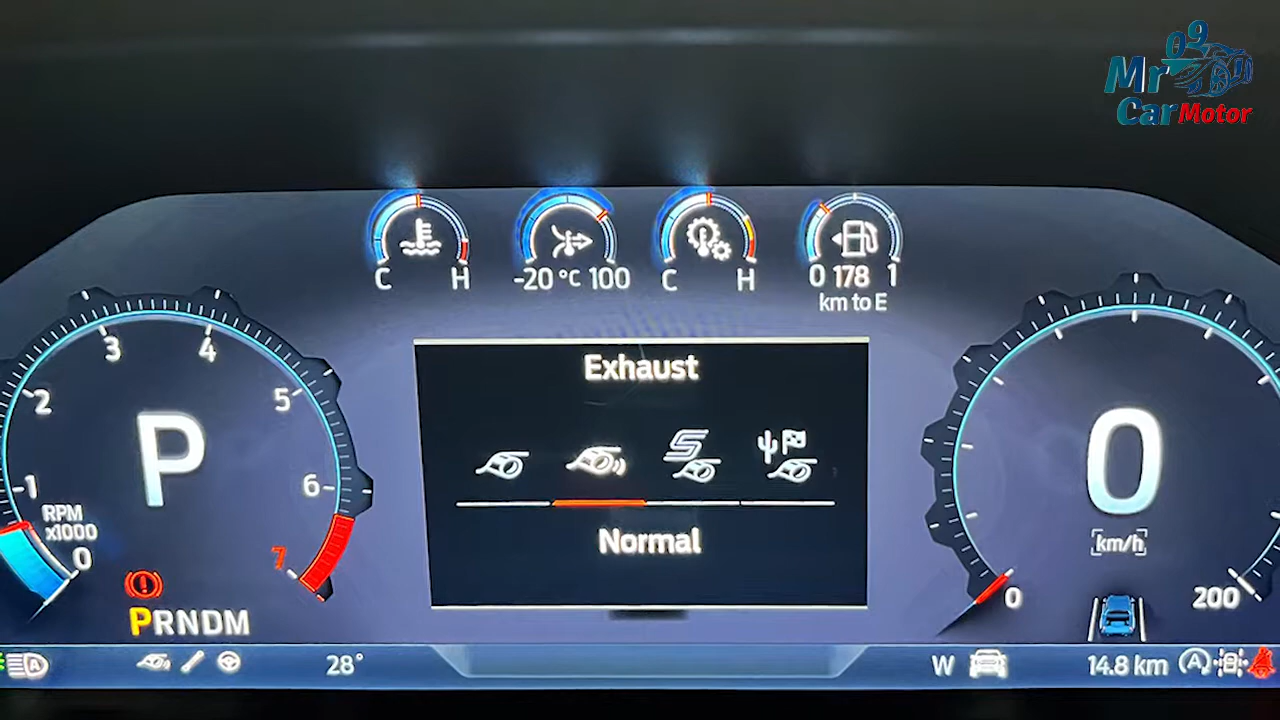 Mr 09
Car Motor
C H
-20 °C 100
C H
0 178 1
km to E
Exhaust
S
Normal
1 2 3 4 5 6 7
P
RPM
x1000
0
PRNDM
0
km/h
0 200
A
28°
W
14.8 km
A